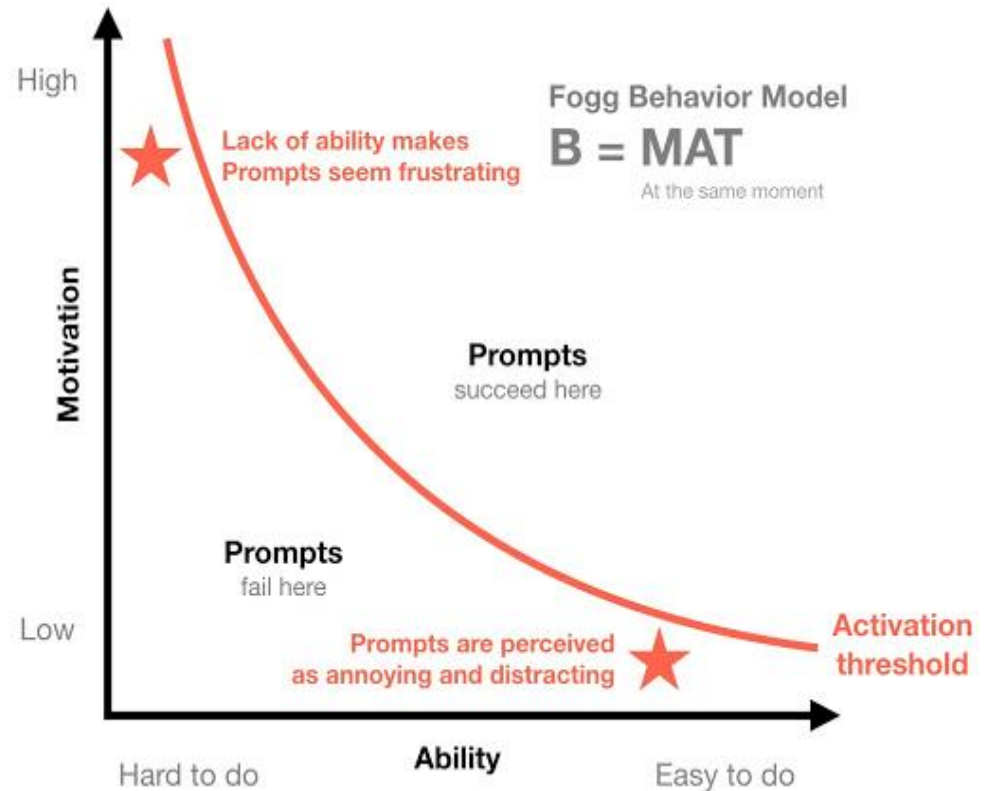 High
Fogg Behavior Model
B = MAT
At the same moment
Lack of ability makes
Prompts seem frustrating
Motivation
Prompts
succeed here
Prompts
fail here
Low
Prompts are perceived
as annoying and distracting
Activation
threshold
Ability
Hard to do
Easy to do